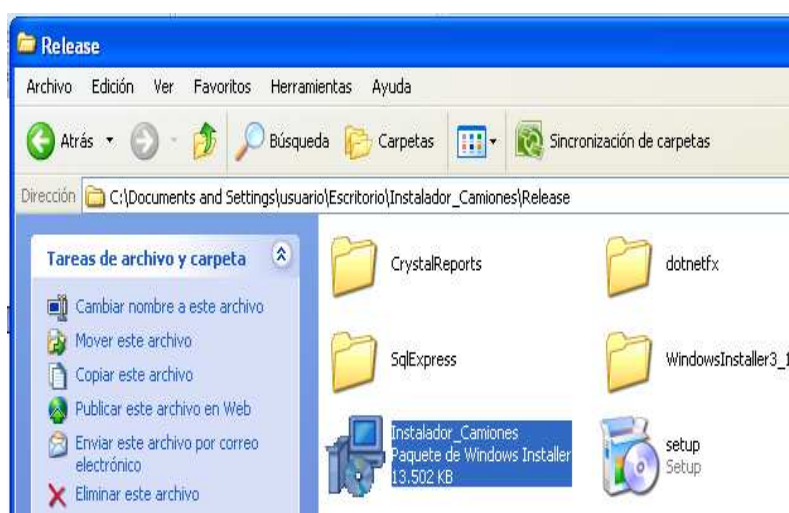 Release
Archivo Edición Ver Favoritos Herramientas Ayuda
Atrás Búsqueda Carpetas Sincronización de carpetas
Dirección C:\Documents and Settings\usuario\Escritorio\Instalador_Camiones\Release
Tareas de archivo y carpeta
Cambiar nombre a este archivo
Mover este archivo
Copiar este archivo
Publicar este archivo en Web
Enviar este archivo por correo
electrónico
Eliminar este archivo
CrystalReports
dotnetfx
SqlExpress
WindowsInstaller3_1
Instalador_Camiones
Paquete de Windows Installer
13.502 KB
setup
Setup